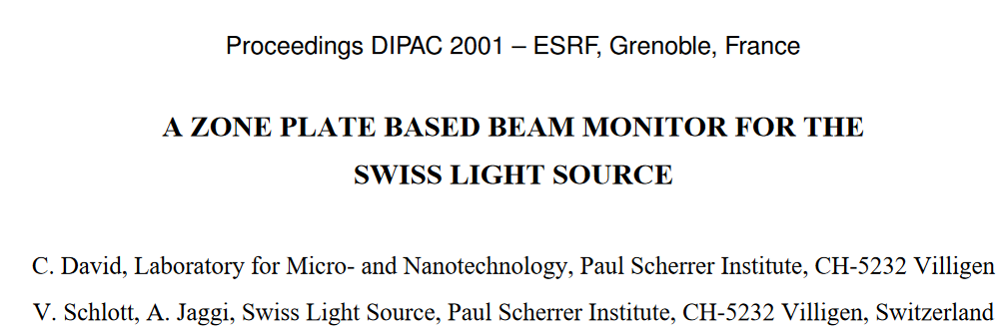 Proceedings DIPAC 2001 – ESRF, Grenoble, France
A ZONE PLATE BASED BEAM MONITOR FOR THE
SWISS LIGHT SOURCE
C. David, Laboratory for Micro- and Nanotechnology, Paul Scherrer Institute, CH-5232 Villigen
V. Schlott, A. Jaggi, Swiss Light Source, Paul Scherrer Institute, CH-5232 Villigen, Switzerland